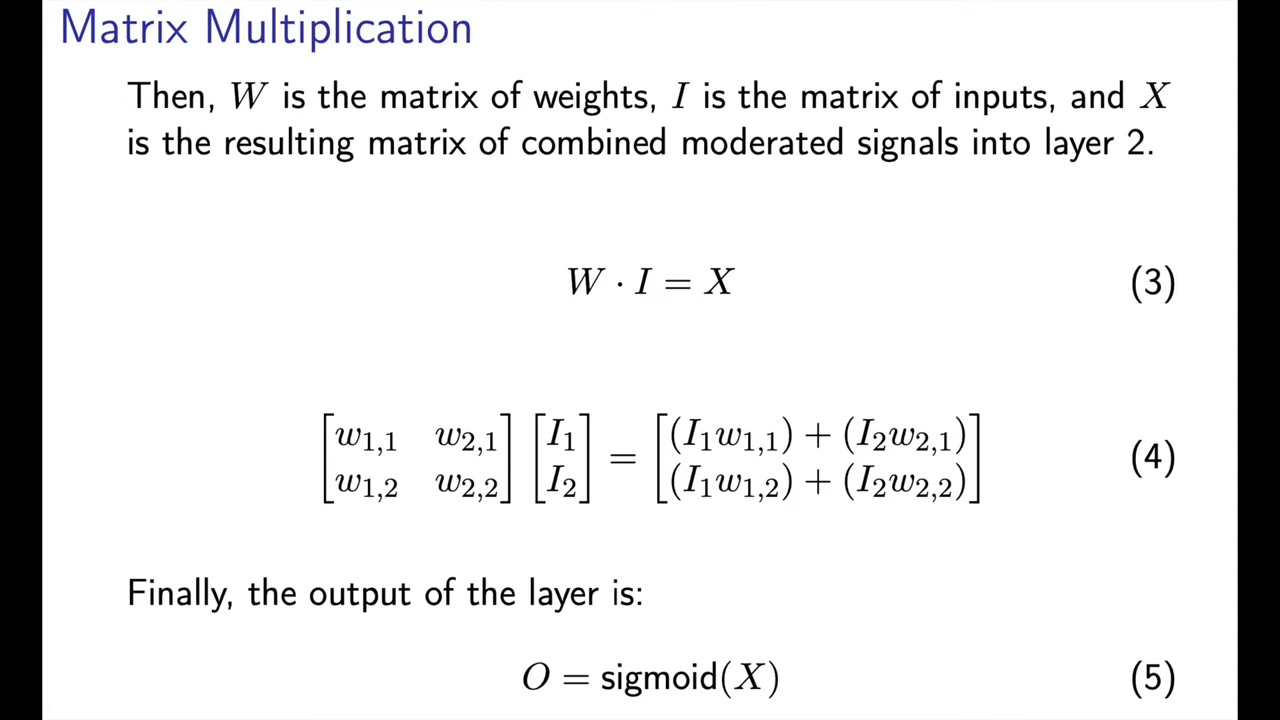 Matrix Multiplication
Then, W is the matrix of weights, I is the matrix of inputs, and X
is the resulting matrix of combined moderated signals into layer 2.
W · I = X (3)
[w1,1 w2,1] [I1] = [(I1w1,1) + (I2w2,1)]
[w1,2 w2,2] [I2] [(I1w1,2) + (I2w2,2)] (4)
Finally, the output of the layer is:
O = sigmoid(X) (5)